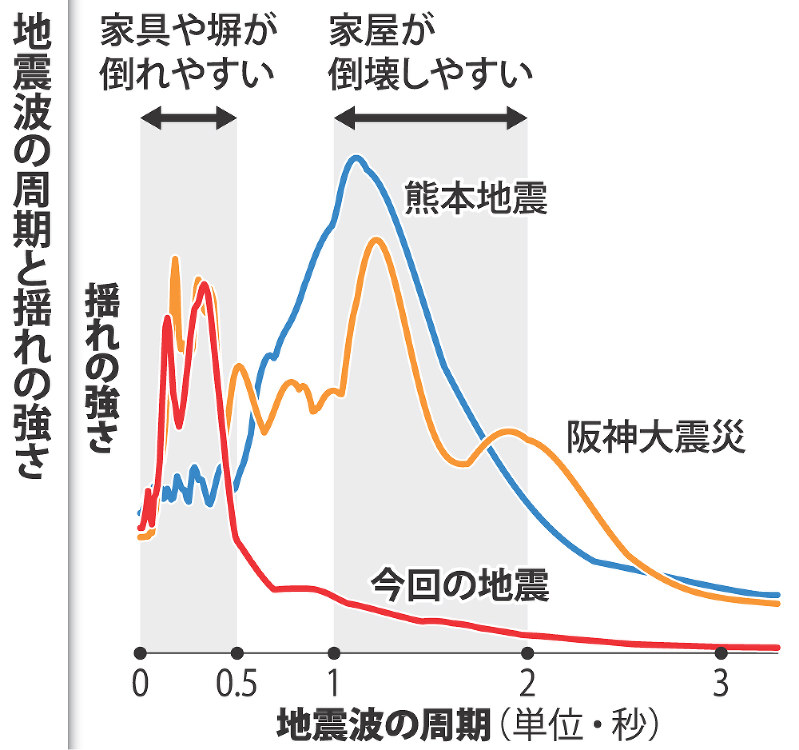 地震波の周期と揺れの強さ
家具や塀が
倒れやすい
家屋が
倒壊しやすい
揺れの強さ
熊本地震
阪神大震災
今回の地震
0
0.5
1
2
3
地震波の周期(単位・秒)